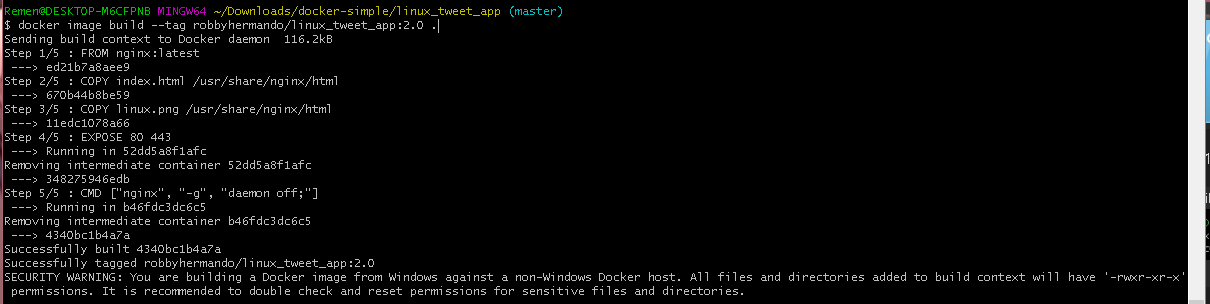 Remen@DESKTOP-M6CFPNB MINGW64 ~/Downloads/docker-simple/linux_tweet_app (master)
$ docker image build --tag robbyhermando/linux_tweet_app:2.0 .
Sending build context to Docker daemon  116.2kB
Step 1/5 : FROM nginx:latest
 ---> ed21b7a8aee9
Step 2/5 : COPY index.html /usr/share/nginx/html
 ---> 670b44b8be59
Step 3/5 : COPY linux.png /usr/share/nginx/html
 ---> 11edc1078a66
Step 4/5 : EXPOSE 80 443
 ---> Running in 52dd5a8f1afc
Removing intermediate container 52dd5a8f1afc
 ---> 348275946edb
Step 5/5 : CMD ["nginx", "-g", "daemon off;"]
 ---> Running in b46fdc3dc6c5
Removing intermediate container b46fdc3dc6c5
 ---> 4340bc1b4a7a
Successfully built 4340bc1b4a7a
Successfully tagged robbyhermando/linux_tweet_app:2.0
SECURITY WARNING: You are building a Docker image from Windows against a non-Windows Docker host. All files and directories added to build context will have '-rwxr-xr-x'
permissions. It is recommended to double check and reset permissions for sensitive files and directories.